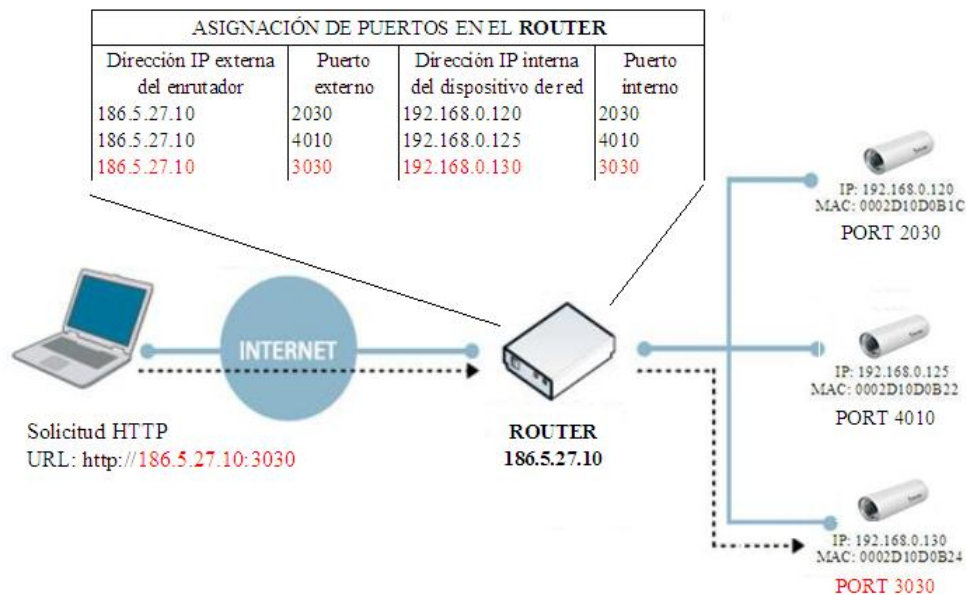 ASIGNACIÓN DE PUERTOS EN EL ROUTER
Dirección IP externa del enrutador
Puerto externo
Dirección IP interna del dispositivo de red
Puerto interno
186.5.27.10 2030 192.168.0.120 2030
186.5.27.10 4010 192.168.0.125 4010
186.5.27.10 3030 192.168.0.130 3030
IP: 192.168.0.120
MAC: 0002D10D0B1C
PORT 2030
INTERNET
IP: 192.168.0.125
MAC: 0002D10D0B22
PORT 4010
Solicitud HTTP
URL: http://186.5.27.10:3030
ROUTER
186.5.27.10
IP: 192.168.0.130
MAC: 0002D10D0B24
PORT 3030